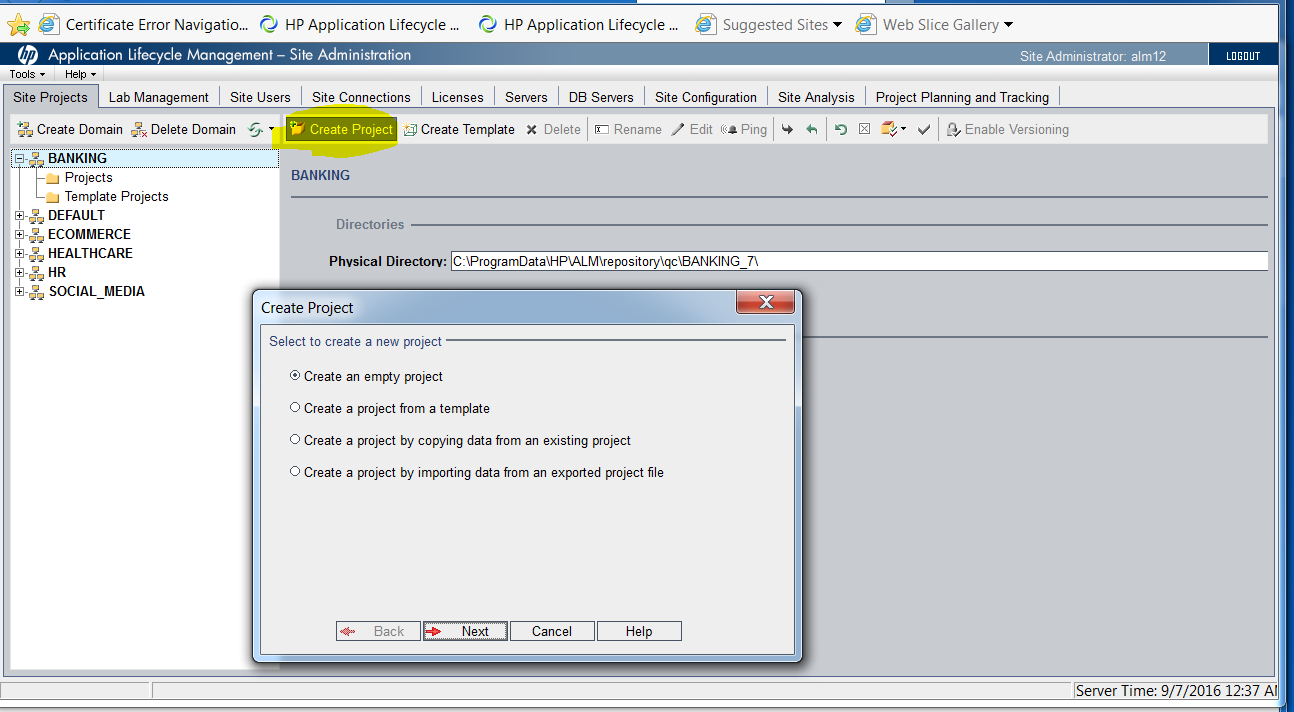 Certificate Error Navigatio... HP Application Lifecycle ... HP Application Lifecycle ... Suggested Sites Web Slice Gallery
hp Application Lifecycle Management – Site Administration Site Administrator: alm12 LOGOUT
Tools Help
Site Projects Lab Management Site Users Site Connections Licenses Servers DB Servers Site Configuration Site Analysis Project Planning and Tracking
Create Domain Delete Domain Create Project Create Template Delete Rename Edit Ping Enable Versioning
BANKING
Projects
Template Projects
DEFAULT
ECOMMERCE
HEALTHCARE
HR
SOCIAL_MEDIA
BANKING
Directories
Physical Directory: C:\ProgramData\HP\ALM\repository\qc\BANKING_7\
Create Project
Select to create a new project
Create an empty project
Create a project from a template
Create a project by copying data from an existing project
Create a project by importing data from an exported project file
Back Next Cancel Help
Server Time: 9/7/2016 12:37 AM